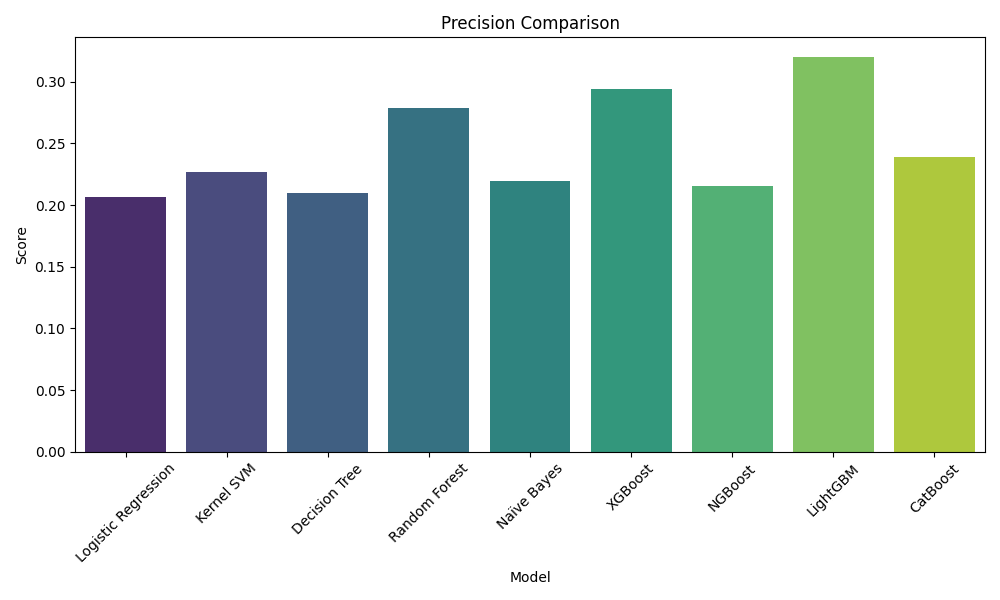 Precision Comparison
Score
0.30
0.25
0.20
0.15
0.10
0.05
0.00
Logistic Regression
Kernel SVM
Decision Tree
Random Forest
Naïve Bayes
XGBoost
NGBoost
LightGBM
CatBoost
Model